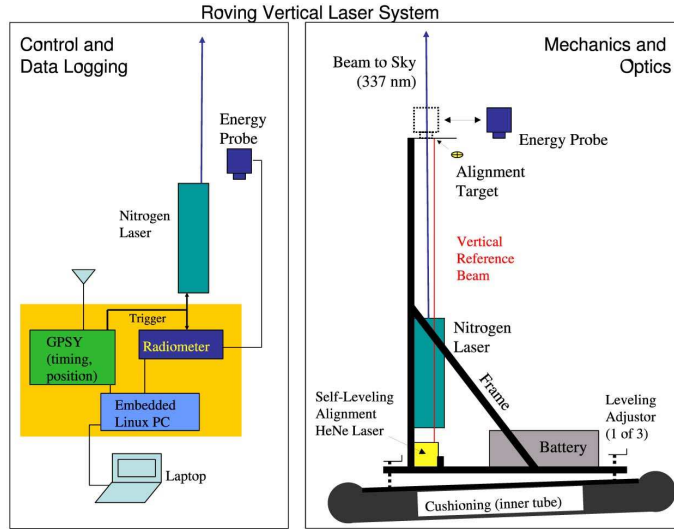 Roving Vertical Laser System
Control and
Data Logging
Energy
Probe
Nitrogen
Laser
Trigger
GPSY
(timing,
position)
Radiometer
Embedded
Linux PC
Laptop
Mechanics and
Optics
Beam to Sky
(337 nm)
Energy Probe
Alignment
Target
Vertical
Reference
Beam
Nitrogen
Laser
Frame
Self-Leveling
Alignment
HeNe Laser
Leveling
Adjustor
(1 of 3)
Battery
Cushioning (inner tube)